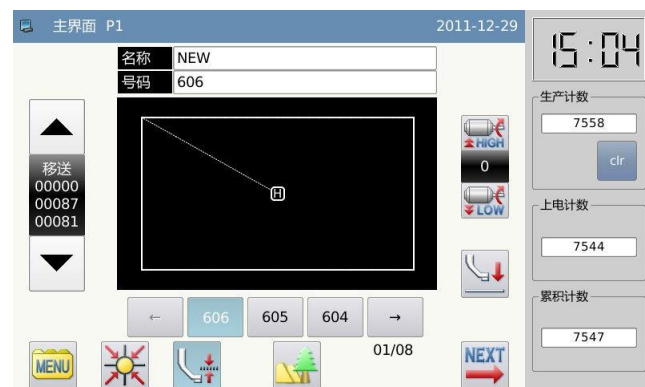 主界面 P1
2011-12-29
15:04
名称 NEW
号码 606
移送
00000
00087
00081
H
HIGH
0
LOW
← 606 605 604 →
01/08
MENU
NEXT
生产计数
7558
clr
上电计数
7544
累积计数
7547